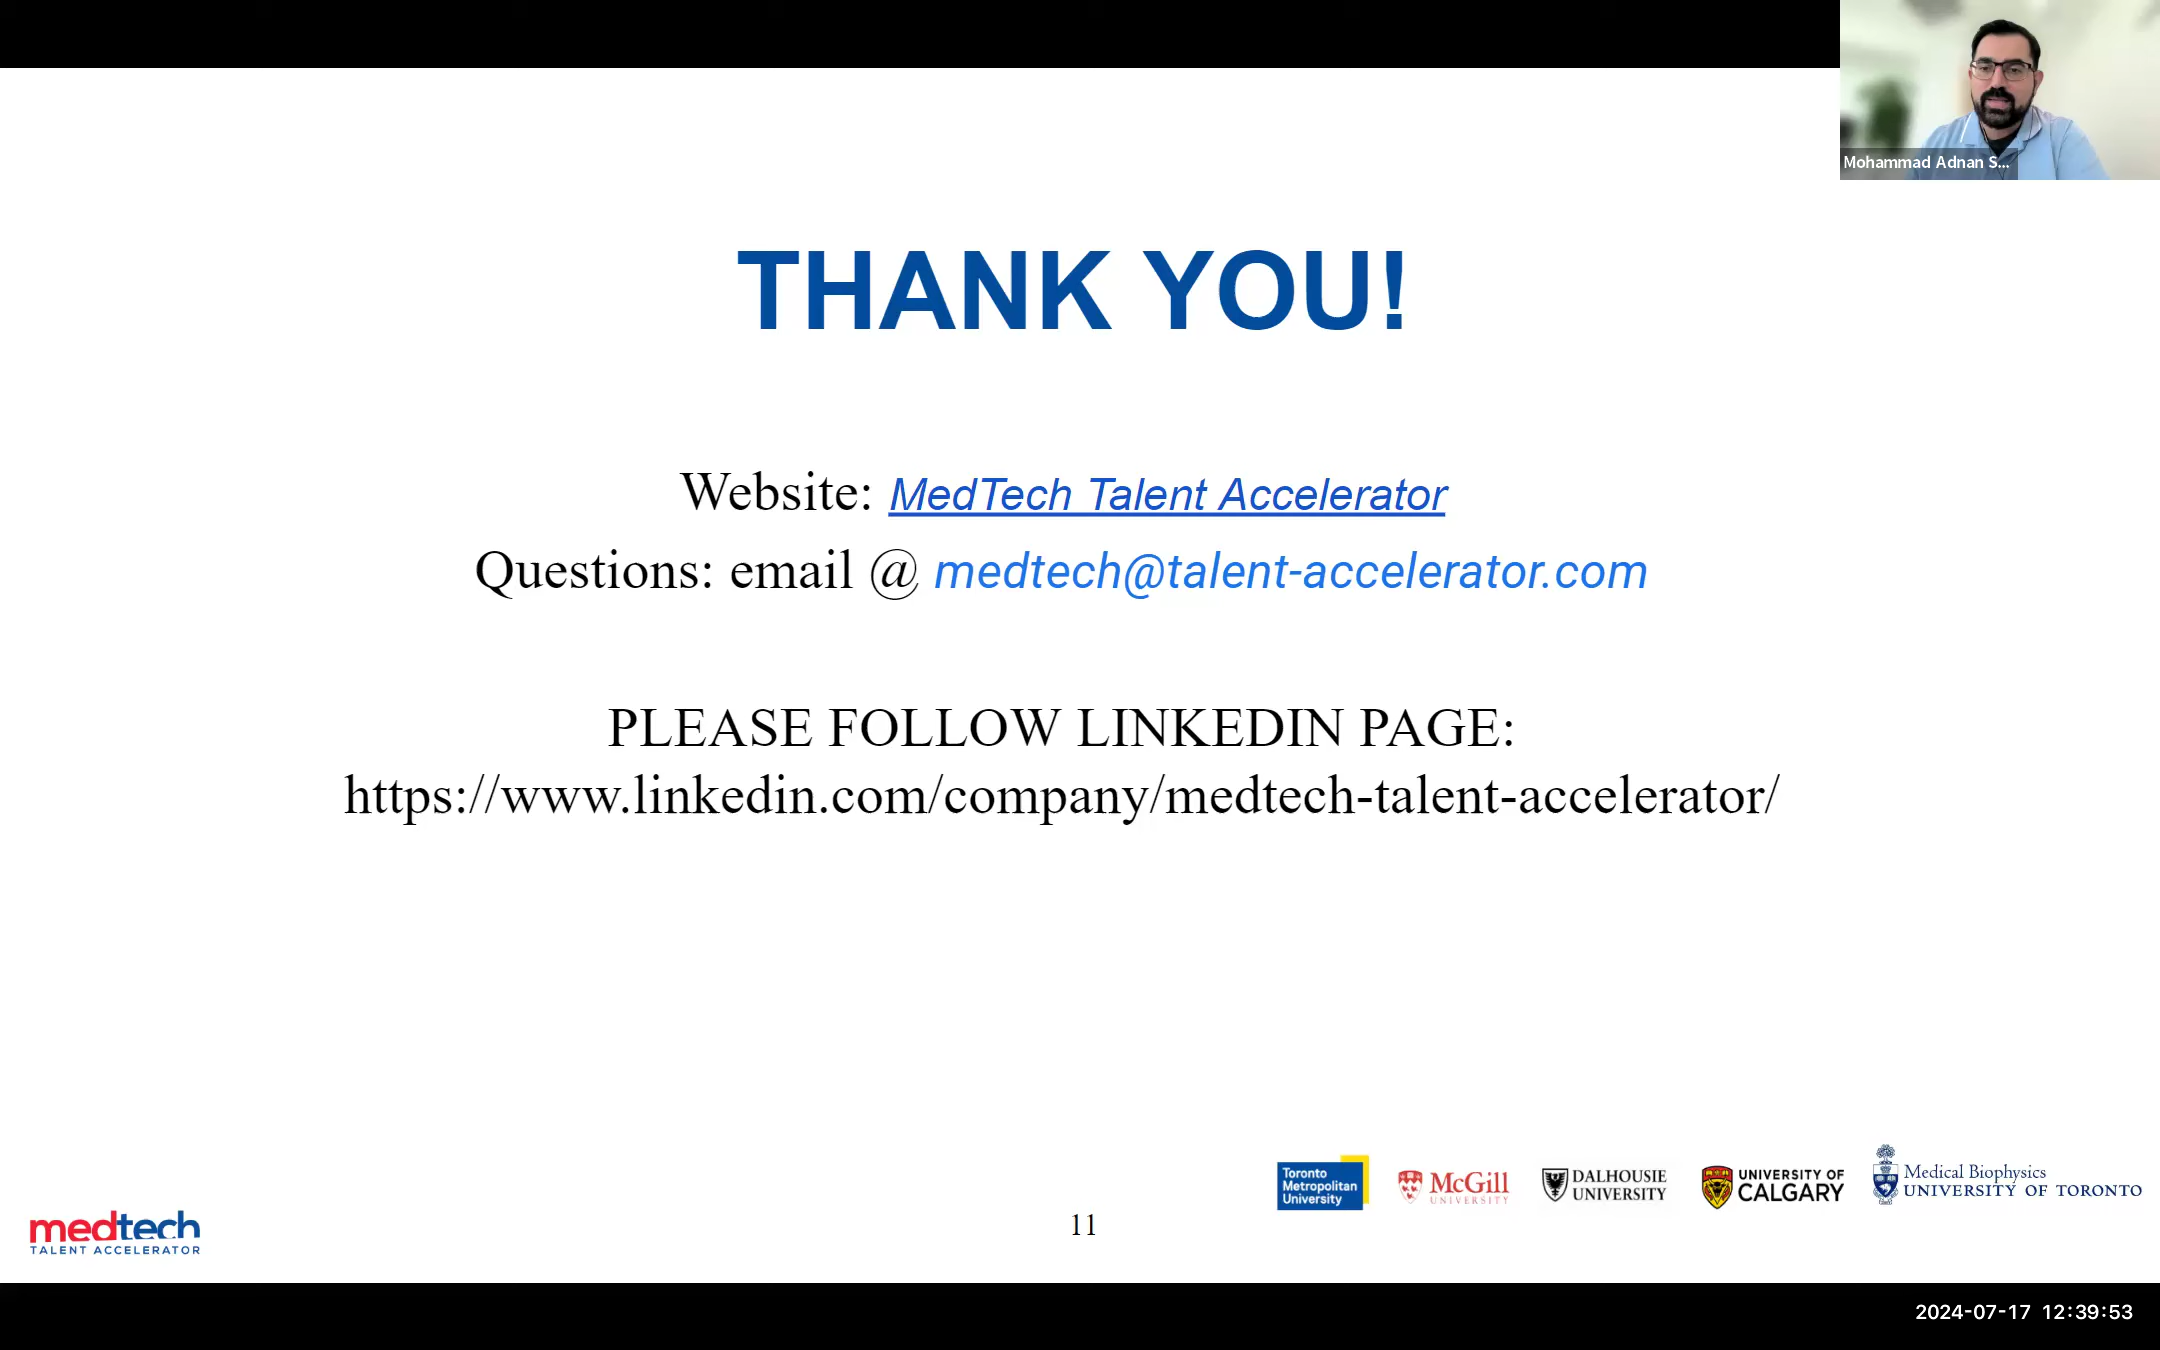 Mohammad Adnan S...
THANK YOU!
Website: MedTech Talent Accelerator
Questions: email @ medtech@talent-accelerator.com
PLEASE FOLLOW LINKEDIN PAGE:
https://www.linkedin.com/company/medtech-talent-accelerator/
medtech
TALENT ACCELERATOR
11
Toronto
Metropolitan
University
McGill
UNIVERSITY
DALHOUSIE
UNIVERSITY
UNIVERSITY OF
CALGARY
Medical Biophysics
UNIVERSITY OF TORONTO
2024-07-17 12:39:53